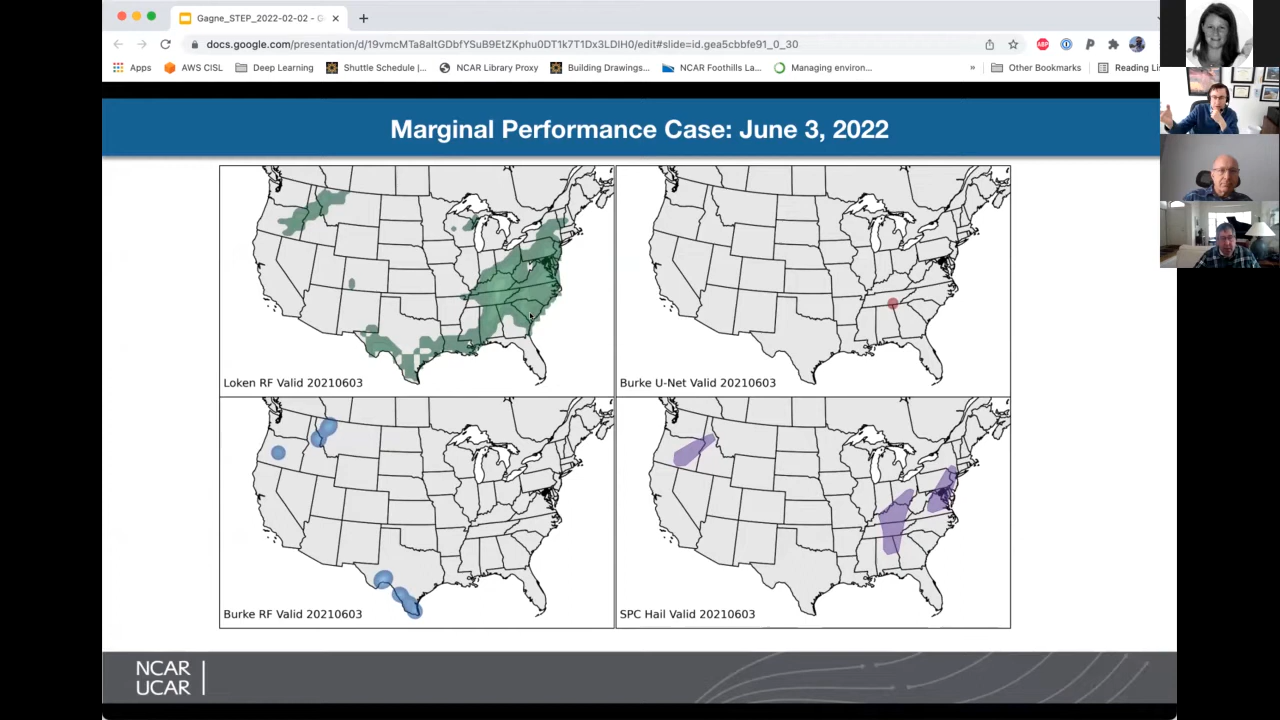 Gagne_STEP_2022-02-02 - G
docs.google.com/presentation/d/19vmcMTa8aItGDbfYSuB9EtZKphu0DT1k7T1Dx3LDIH0/edit#slide=id.gea5cbbfe91_0_30
ABP
Apps AWS CISL Deep Learning Shuttle Schedule |... NCAR Library Proxy Building Drawings... NCAR Foothills La... Managing environ... » Other Bookmarks Reading Li
Marginal Performance Case: June 3, 2022
Loken RF Valid 20210603
Burke U-Net Valid 20210603
Burke RF Valid 20210603
SPC Hail Valid 20210603
NCAR
UCAR